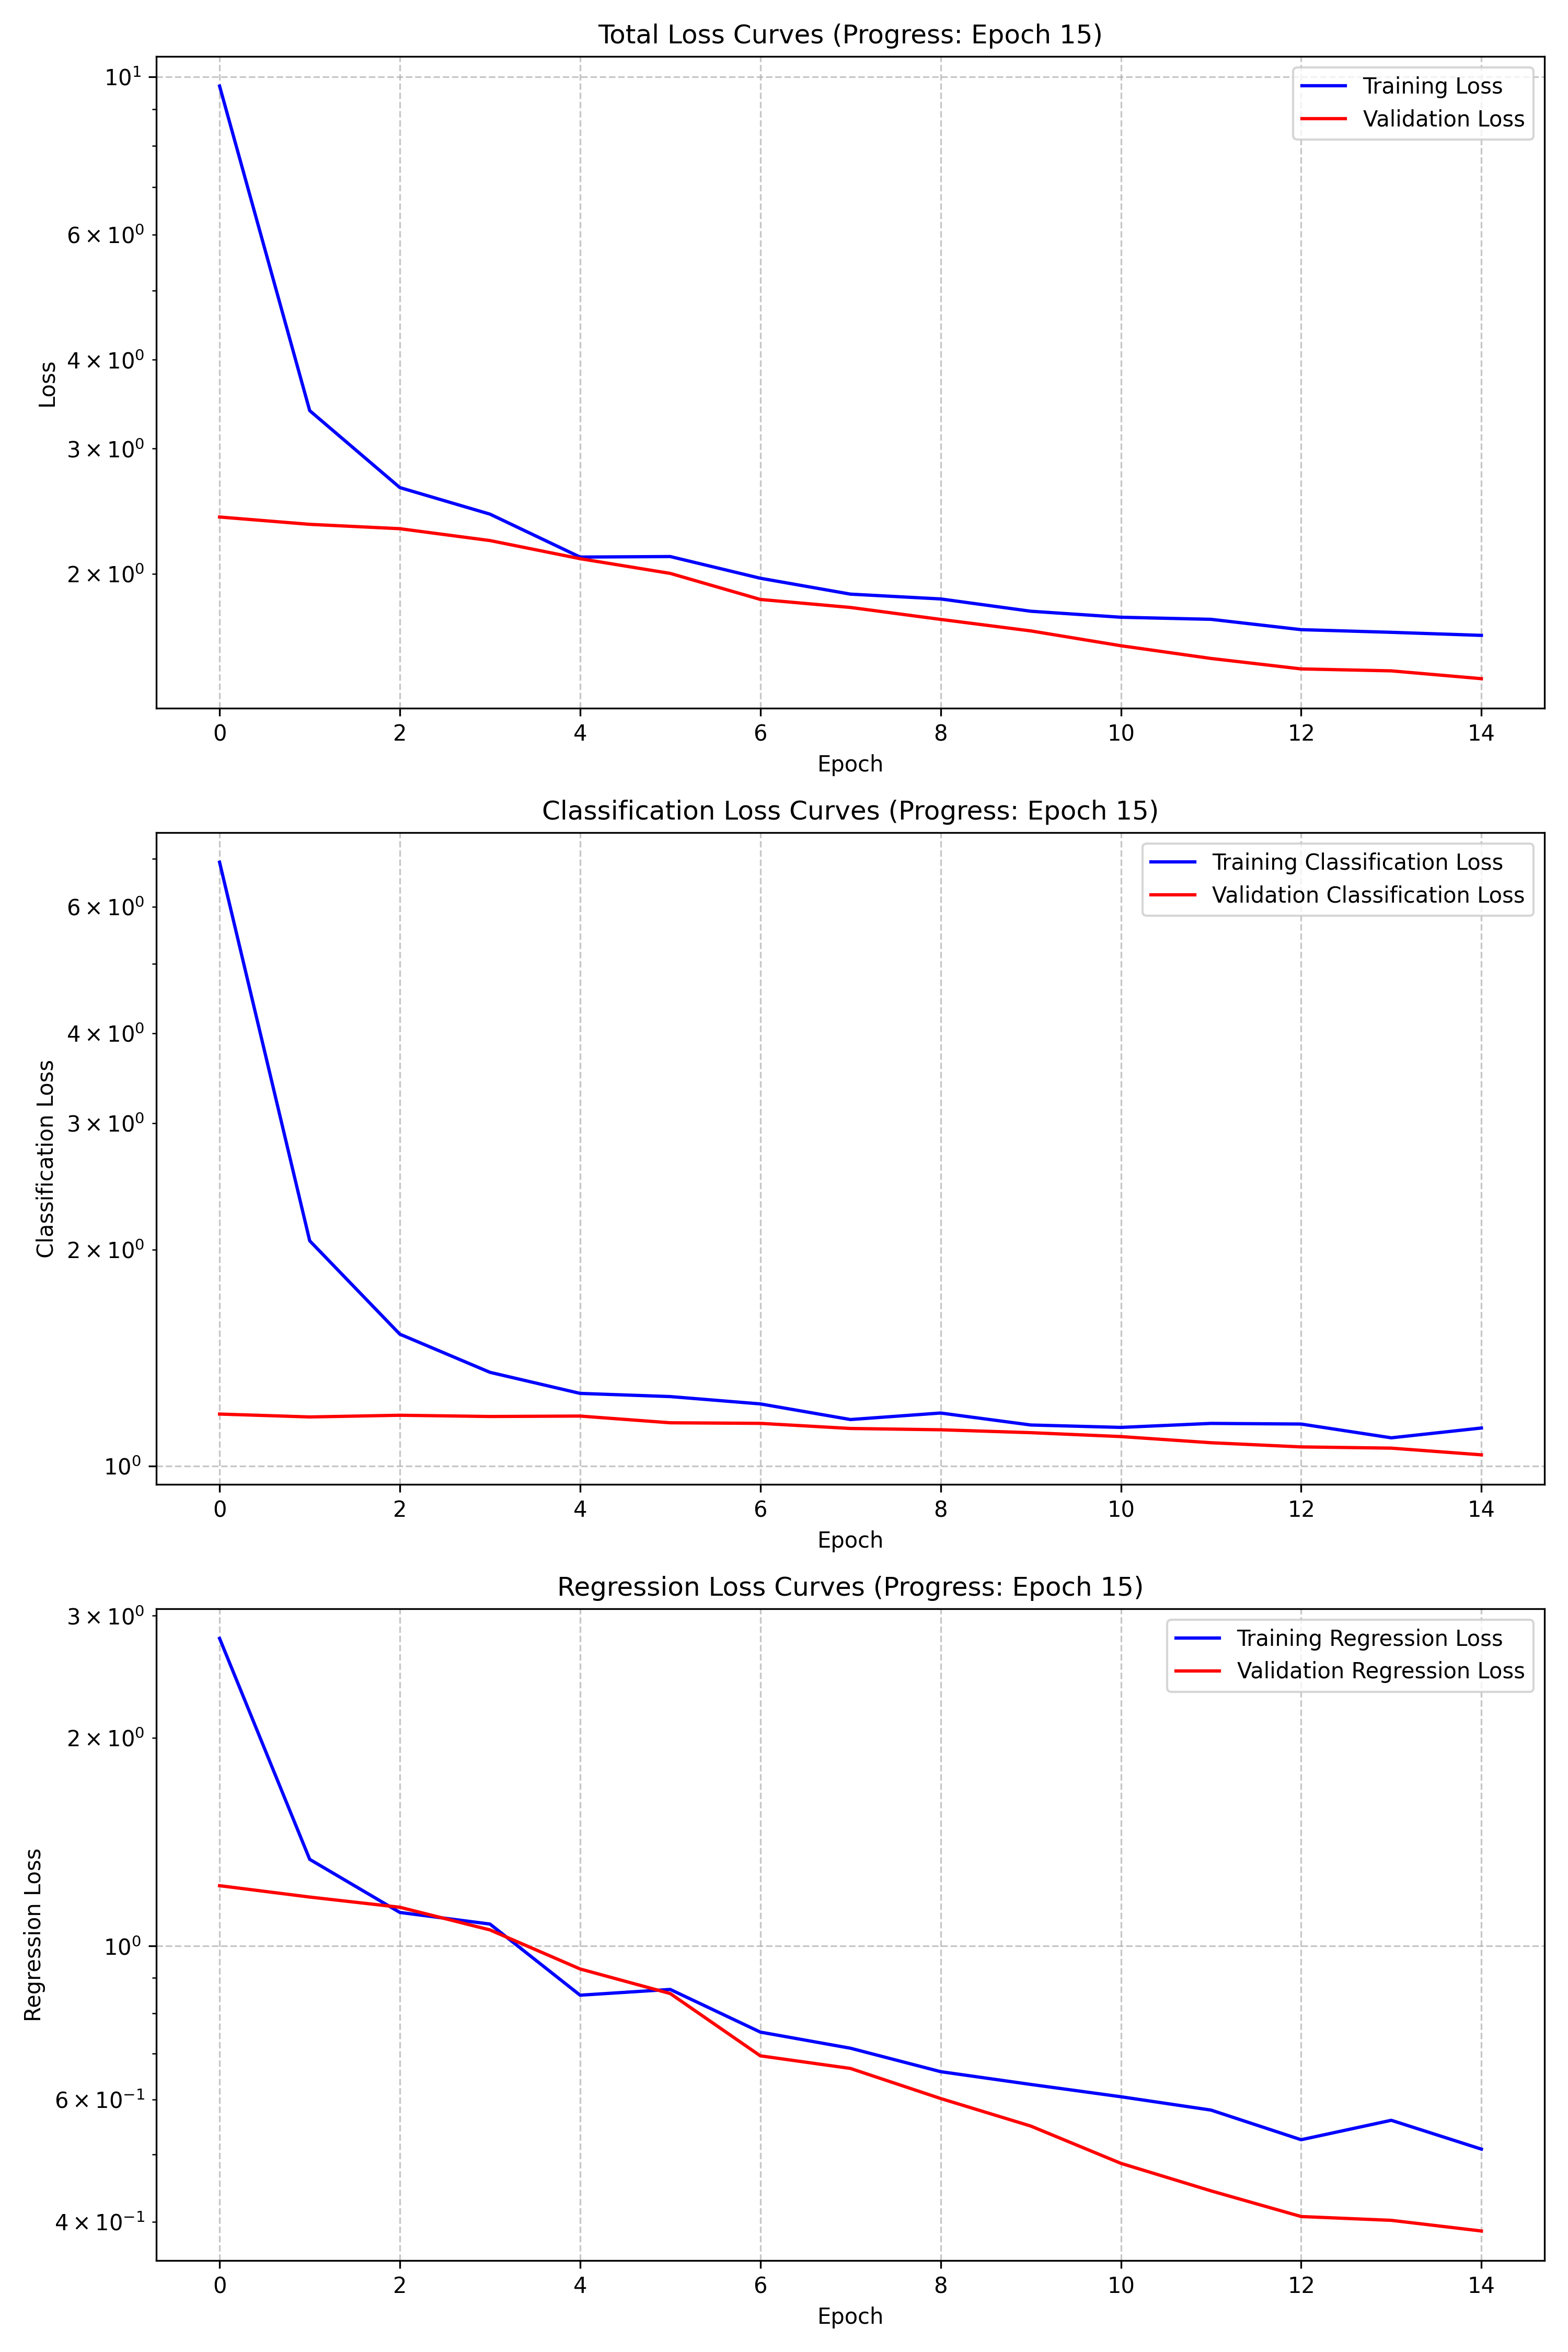 Total Loss Curves (Progress: Epoch 15)
10¹
6 × 10⁰
4 × 10⁰
3 × 10⁰
2 × 10⁰
Loss
Training Loss
Validation Loss
0 2 4 6 8 10 12 14
Epoch
Classification Loss Curves (Progress: Epoch 15)
6 × 10⁰
4 × 10⁰
3 × 10⁰
2 × 10⁰
10⁰
Classification Loss
Training Classification Loss
Validation Classification Loss
0 2 4 6 8 10 12 14
Epoch
Regression Loss Curves (Progress: Epoch 15)
3 × 10⁰
2 × 10⁰
10⁰
6 × 10⁻¹
4 × 10⁻¹
Regression Loss
Training Regression Loss
Validation Regression Loss
0 2 4 6 8 10 12 14
Epoch